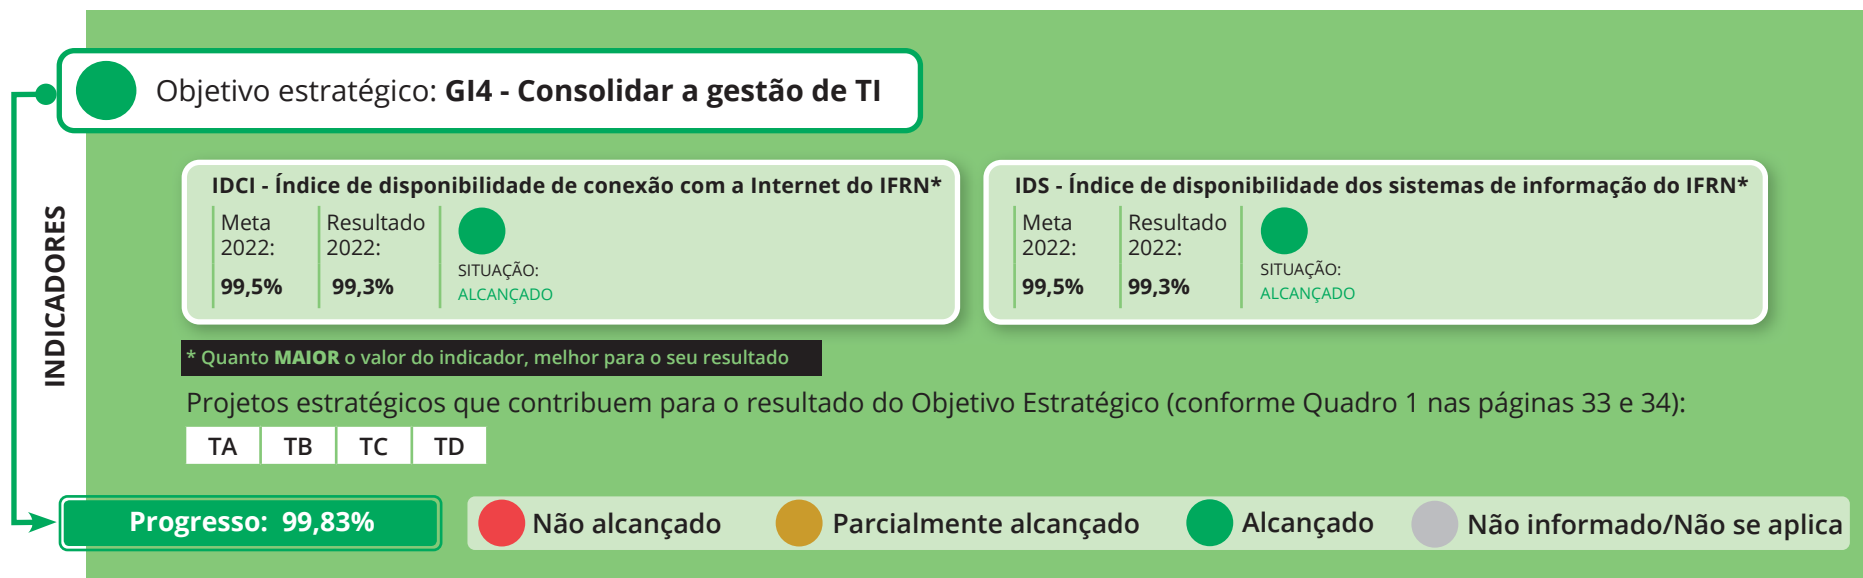 Objetivo estratégico: GI4 - Consolidar a gestão de TI
INDICADORES
IDCI - Índice de disponibilidade de conexão com a Internet do IFRN*
Meta
2022:
99,5%
Resultado
2022:
99,3%
SITUAÇÃO:
ALCANÇADO
IDS - Índice de disponibilidade dos sistemas de informação do IFRN*
Meta
2022:
99,5%
Resultado
2022:
99,3%
SITUAÇÃO:
ALCANÇADO
* Quanto MAIOR o valor do indicador, melhor para o seu resultado
Projetos estratégicos que contribuem para o resultado do Objetivo Estratégico (conforme Quadro 1 nas páginas 33 e 34):
TA TB TC TD
Progresso: 99,83%
Não alcançado Parcialmente alcançado Alcançado Não informado/Não se aplica